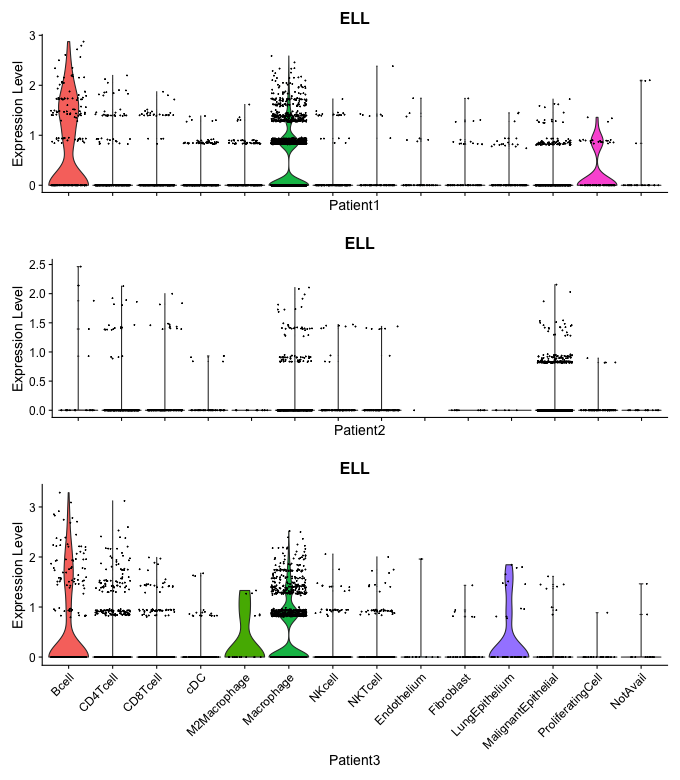 ELL
Expression Level
3
2
1
0
Patient1
ELL
Expression Level
2.5
2.0
1.5
1.0
0.5
0.0
Patient2
ELL
Expression Level
3
2
1
0
Bcell
CD4Tcell
CD8Tcell
cDC
M2Macrophage
Macrophage
NKcell
NKTcell
Endothelium
Fibroblast
LungEpithelium
MalignantEpithelial
ProliferatingCell
NotAvail
Patient3